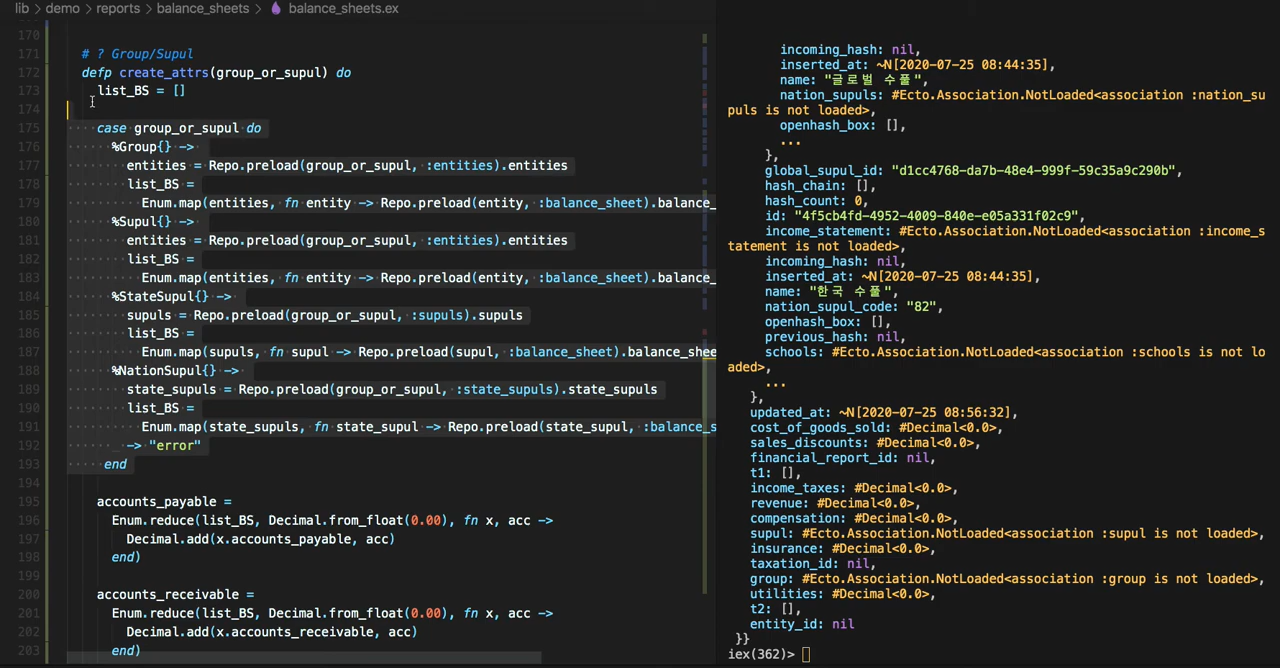 lib > demo > reports > balance_sheets > balance_sheets.ex
170
171 # ? Group/Supul
172 defp create_attrs(group_or_supul) do
173 list_BS = []
174
175 case group_or_supul do
176 %Group{} ->
177 entities = Repo.preload(group_or_supul, :entities).entities
178 list_BS =
179 Enum.map(entities, fn entity -> Repo.preload(entity, :balance_sheet).balance_
180 %Supul{} ->
181 entities = Repo.preload(group_or_supul, :entities).entities
182 list_BS =
183 Enum.map(entities, fn entity -> Repo.preload(entity, :balance_sheet).balance_
184 %StateSupul{} ->
185 supuls = Repo.preload(group_or_supul, :supuls).supuls
186 list_BS =
187 Enum.map(supuls, fn supul -> Repo.preload(supul, :balance_sheet).balance_shee
188 %NationSupul{} ->
189 state_supuls = Repo.preload(group_or_supul, :state_supuls).state_supuls
190 list_BS =
191 Enum.map(state_supuls, fn state_supul -> Repo.preload(state_supul, :balance_s
192 _ -> "error"
193 end
194
195 accounts_payable =
196 Enum.reduce(list_BS, Decimal.from_float(0.00), fn x, acc ->
197 Decimal.add(x.accounts_payable, acc)
198 end)
199
200 accounts_receivable =
201 Enum.reduce(list_BS, Decimal.from_float(0.00), fn x, acc ->
202 Decimal.add(x.accounts_receivable, acc)
203 end)
incoming_hash: nil,
inserted_at: ~N[2020-07-25 08:44:35],
name: "글로벌 수풀",
nation_supuls: #Ecto.Association.NotLoaded<association :nation_su
puls is not loaded>,
openhash_box: [],
...
},
global_supul_id: "d1cc4768-da7b-48e4-999f-59c35a9c290b",
hash_chain: [],
hash_count: 0,
id: "4f5cb4fd-4952-4009-840e-e05a331f02c9",
income_statement: #Ecto.Association.NotLoaded<association :income_s
tatement is not loaded>,
incoming_hash: nil,
inserted_at: ~N[2020-07-25 08:44:35],
name: "한국 수풀",
nation_supul_code: "82",
openhash_box: [],
previous_hash: nil,
schools: #Ecto.Association.NotLoaded<association :schools is not lo
aded>,
...
},
updated_at: ~N[2020-07-25 08:56:32],
cost_of_goods_sold: #Decimal<0.0>,
sales_discounts: #Decimal<0.0>,
financial_report_id: nil,
t1: [],
income_taxes: #Decimal<0.0>,
revenue: #Decimal<0.0>,
compensation: #Decimal<0.0>,
supul: #Ecto.Association.NotLoaded<association :supul is not loaded>,
insurance: #Decimal<0.0>,
taxation_id: nil,
group: #Ecto.Association.NotLoaded<association :group is not loaded>,
utilities: #Decimal<0.0>,
t2: [],
entity_id: nil
}}
iex(362)>